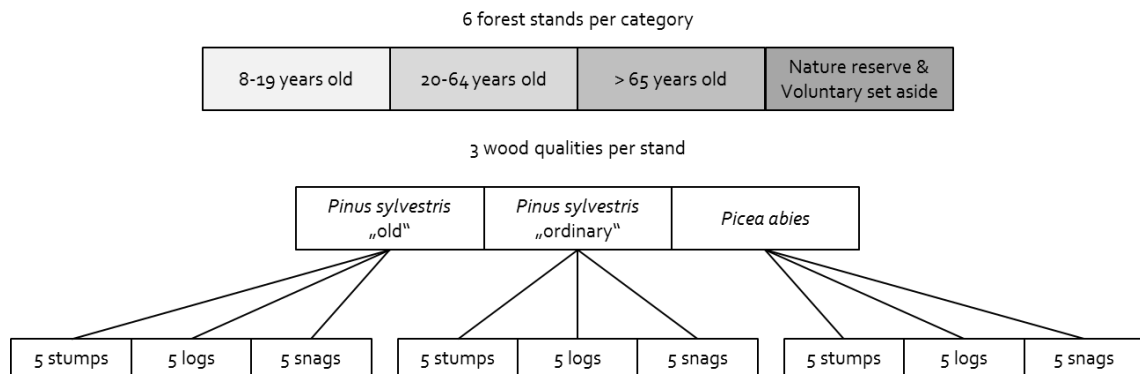 6 forest stands per category
8-19 years old
20-64 years old
> 65 years old
Nature reserve &
Voluntary set aside
3 wood qualities per stand
Pinus sylvestris
„old“
Pinus sylvestris
„ordinary“
Picea abies
5 stumps
5 logs
5 snags
5 stumps
5 logs
5 snags
5 stumps
5 logs
5 snags